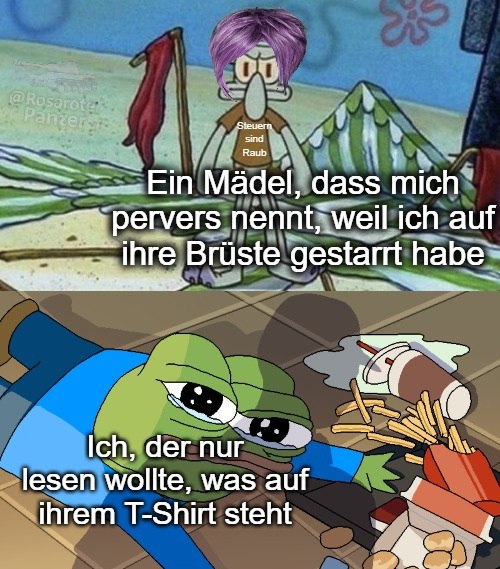 @Rosarote
Panzer
Steuern
sind
Raub
Ein Mädel, dass mich
pervers nennt, weil ich auf
ihre Brüste gestarrt habe
Ich, der nur
lesen wollte, was auf
ihrem T-Shirt steht